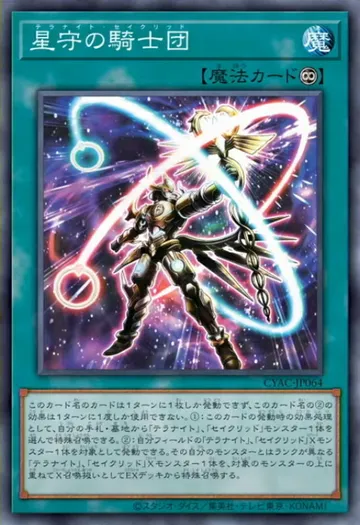 テラナイト・セイクリッド
星守の騎士団
魔
【魔法カード】
CYAC-JP064
このカード名のカードは1ターンに1枚しか発動できず、このカード名の②の
効果は1ターンに1度しか使用できない。①:このカードの発動時の効果処理
として、自分の手札・墓地から「テラナイト」、「セイクリッド」モンスター1体を
選んで特殊召喚できる。②:自分フィールドの「テラナイト」、「セイクリッド」Xモ
ンスター1体を対象として発動できる。その自分のモンスターとはランクが異なる
「テラナイト」、「セイクリッド」Xモンスター1体を、対象のモンスターの上に
重ねてX召喚扱いとしてEXデッキから特殊召喚する。
©スタジオ・ダイス/集英社・テレビ東京・KONAMI